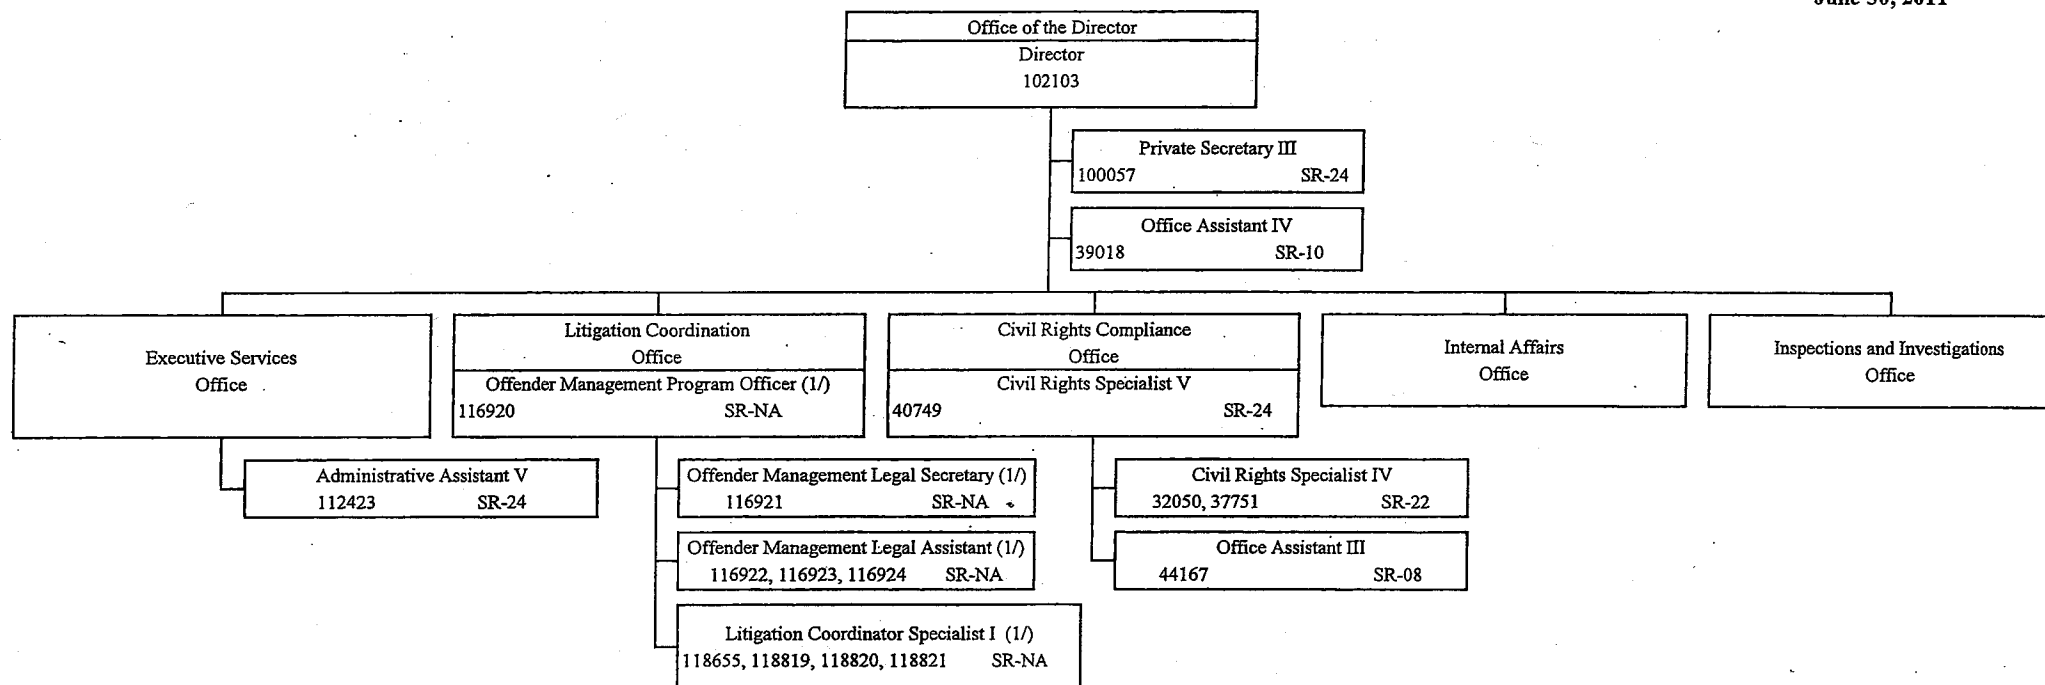 June 30, 2011
Office of the Director
Director
102103
Private Secretary III
100057 SR-24
Office Assistant IV
39018 SR-10
Executive Services
Office
Litigation Coordination
Office
Offender Management Program Officer (1/)
116920 SR-NA
Civil Rights Compliance
Office
Civil Rights Specialist V
40749 SR-24
Internal Affairs
Office
Inspections and Investigations
Office
Administrative Assistant V
112423 SR-24
Offender Management Legal Secretary (1/)
116921 SR-NA
Offender Management Legal Assistant (1/)
116922, 116923, 116924 SR-NA
Litigation Coordinator Specialist I (1/)
118655, 118819, 118820, 118821 SR-NA
Civil Rights Specialist IV
32050, 37751 SR-22
Office Assistant III
44167 SR-08